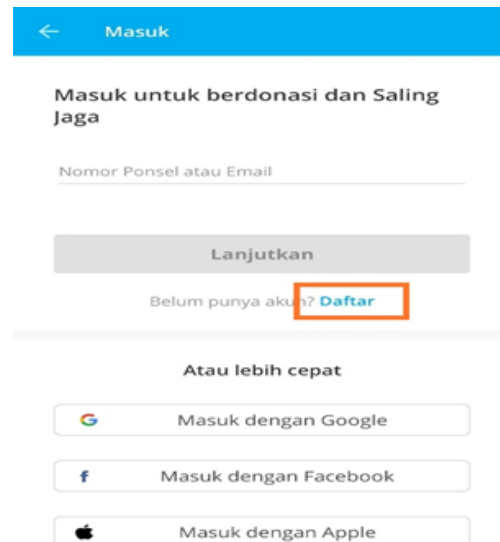 Masuk
Masuk untuk berdonasi dan Saling
Jaga
Nomor Ponsel atau Email
Lanjutkan
Belum punya akun? Daftar
Atau lebih cepat
Masuk dengan Google
Masuk dengan Facebook
Masuk dengan Apple